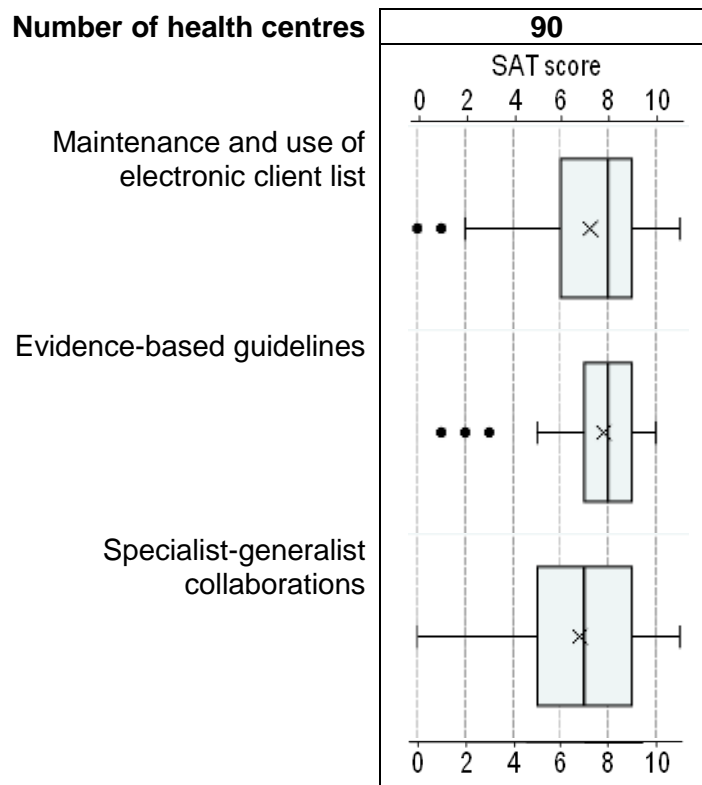 Number of health centres 90
SAT score
0 2 4 6 8 10
Maintenance and use of
electronic client list
Evidence-based guidelines
Specialist-generalist
collaborations
0 2 4 6 8 10